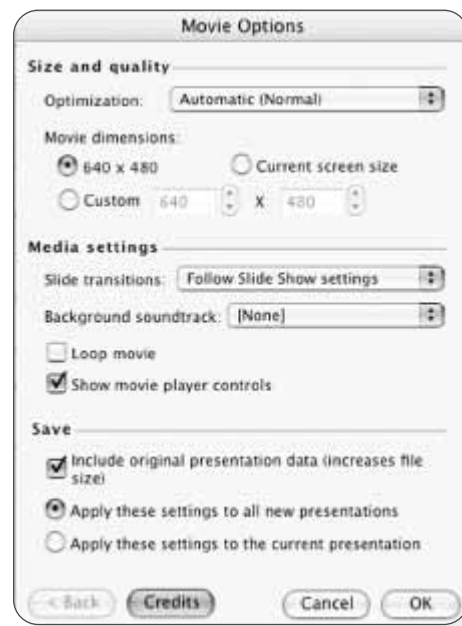 Movie Options
Size and quality
Optimization: Automatic (Normal)
Movie dimensions:
640 x 480 Current screen size
Custom 640 X 480
Media settings
Slide transitions: Follow Slide Show settings
Background soundtrack: [None]
Loop movie
Show movie player controls
Save
Include original presentation data (increases file
size)
Apply these settings to all new presentations
Apply these settings to the current presentation
< Back Credits Cancel OK